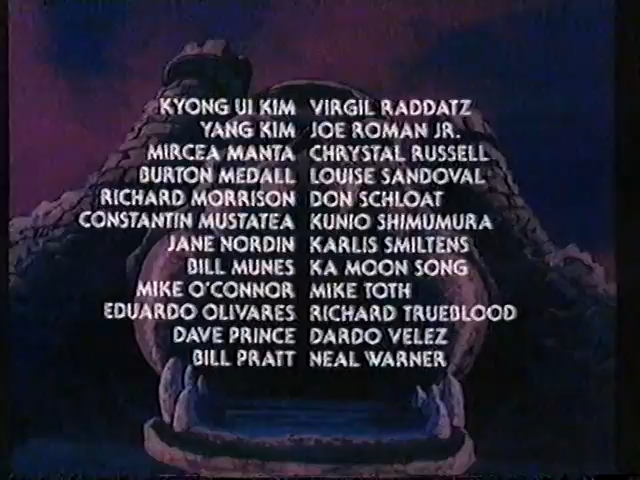 KYONG UI KIM VIRGIL RADDATZ
YANG KIM JOE ROMAN JR.
MIRCEA MANTA CHRYSTAL RUSSELL
BURTON MEDALL LOUISE SANDOVAL
RICHARD MORRISON DON SCHLOAT
CONSTANTIN MUSTATEA KUNIO SHIMUMURA
JANE NORDIN KARLIS SMILTENS
BILL MUNES KA MOON SONG
MIKE O'CONNOR MIKE TOTH
EDUARDO OLIVARES RICHARD TRUEBLOOD
DAVE PRINCE DARDO VELEZ
BILL PRATT NEAL WARNER